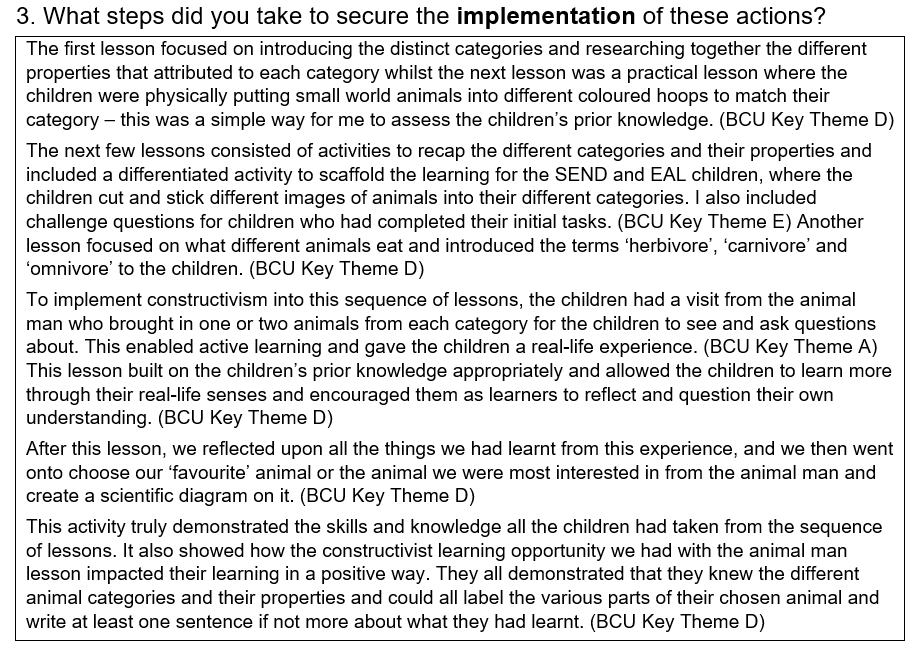 3. What steps did you take to secure the implementation of these actions?
The first lesson focused on introducing the distinct categories and researching together the different
properties that attributed to each category whilst the next lesson was a practical lesson where the
children were physically putting small world animals into different coloured hoops to match their
category – this was a simple way for me to assess the children’s prior knowledge. (BCU Key Theme D)
The next few lessons consisted of activities to recap the different categories and their properties and
included a differentiated activity to scaffold the learning for the SEND and EAL children, where the
children cut and stick different images of animals into their different categories. I also included
challenge questions for children who had completed their initial tasks. (BCU Key Theme E) Another
lesson focused on what different animals eat and introduced the terms ‘herbivore’, ‘carnivore’ and
‘omnivore’ to the children. (BCU Key Theme D)
To implement constructivism into this sequence of lessons, the children had a visit from the animal
man who brought in one or two animals from each category for the children to see and ask questions
about. This enabled active learning and gave the children a real-life experience. (BCU Key Theme A)
This lesson built on the children’s prior knowledge appropriately and allowed the children to learn more
through their real-life senses and encouraged them as learners to reflect and question their own
understanding. (BCU Key Theme D)
After this lesson, we reflected upon all the things we had learnt from this experience, and we then went
onto choose our ‘favourite’ animal or the animal we were most interested in from the animal man and
create a scientific diagram on it. (BCU Key Theme D)
This activity truly demonstrated the skills and knowledge all the children had taken from the sequence
of lessons. It also showed how the constructivist learning opportunity we had with the animal man
lesson impacted their learning in a positive way. They all demonstrated that they knew the different
animal categories and their properties and could all label the various parts of their chosen animal and
write at least one sentence if not more about what they had learnt. (BCU Key Theme D)